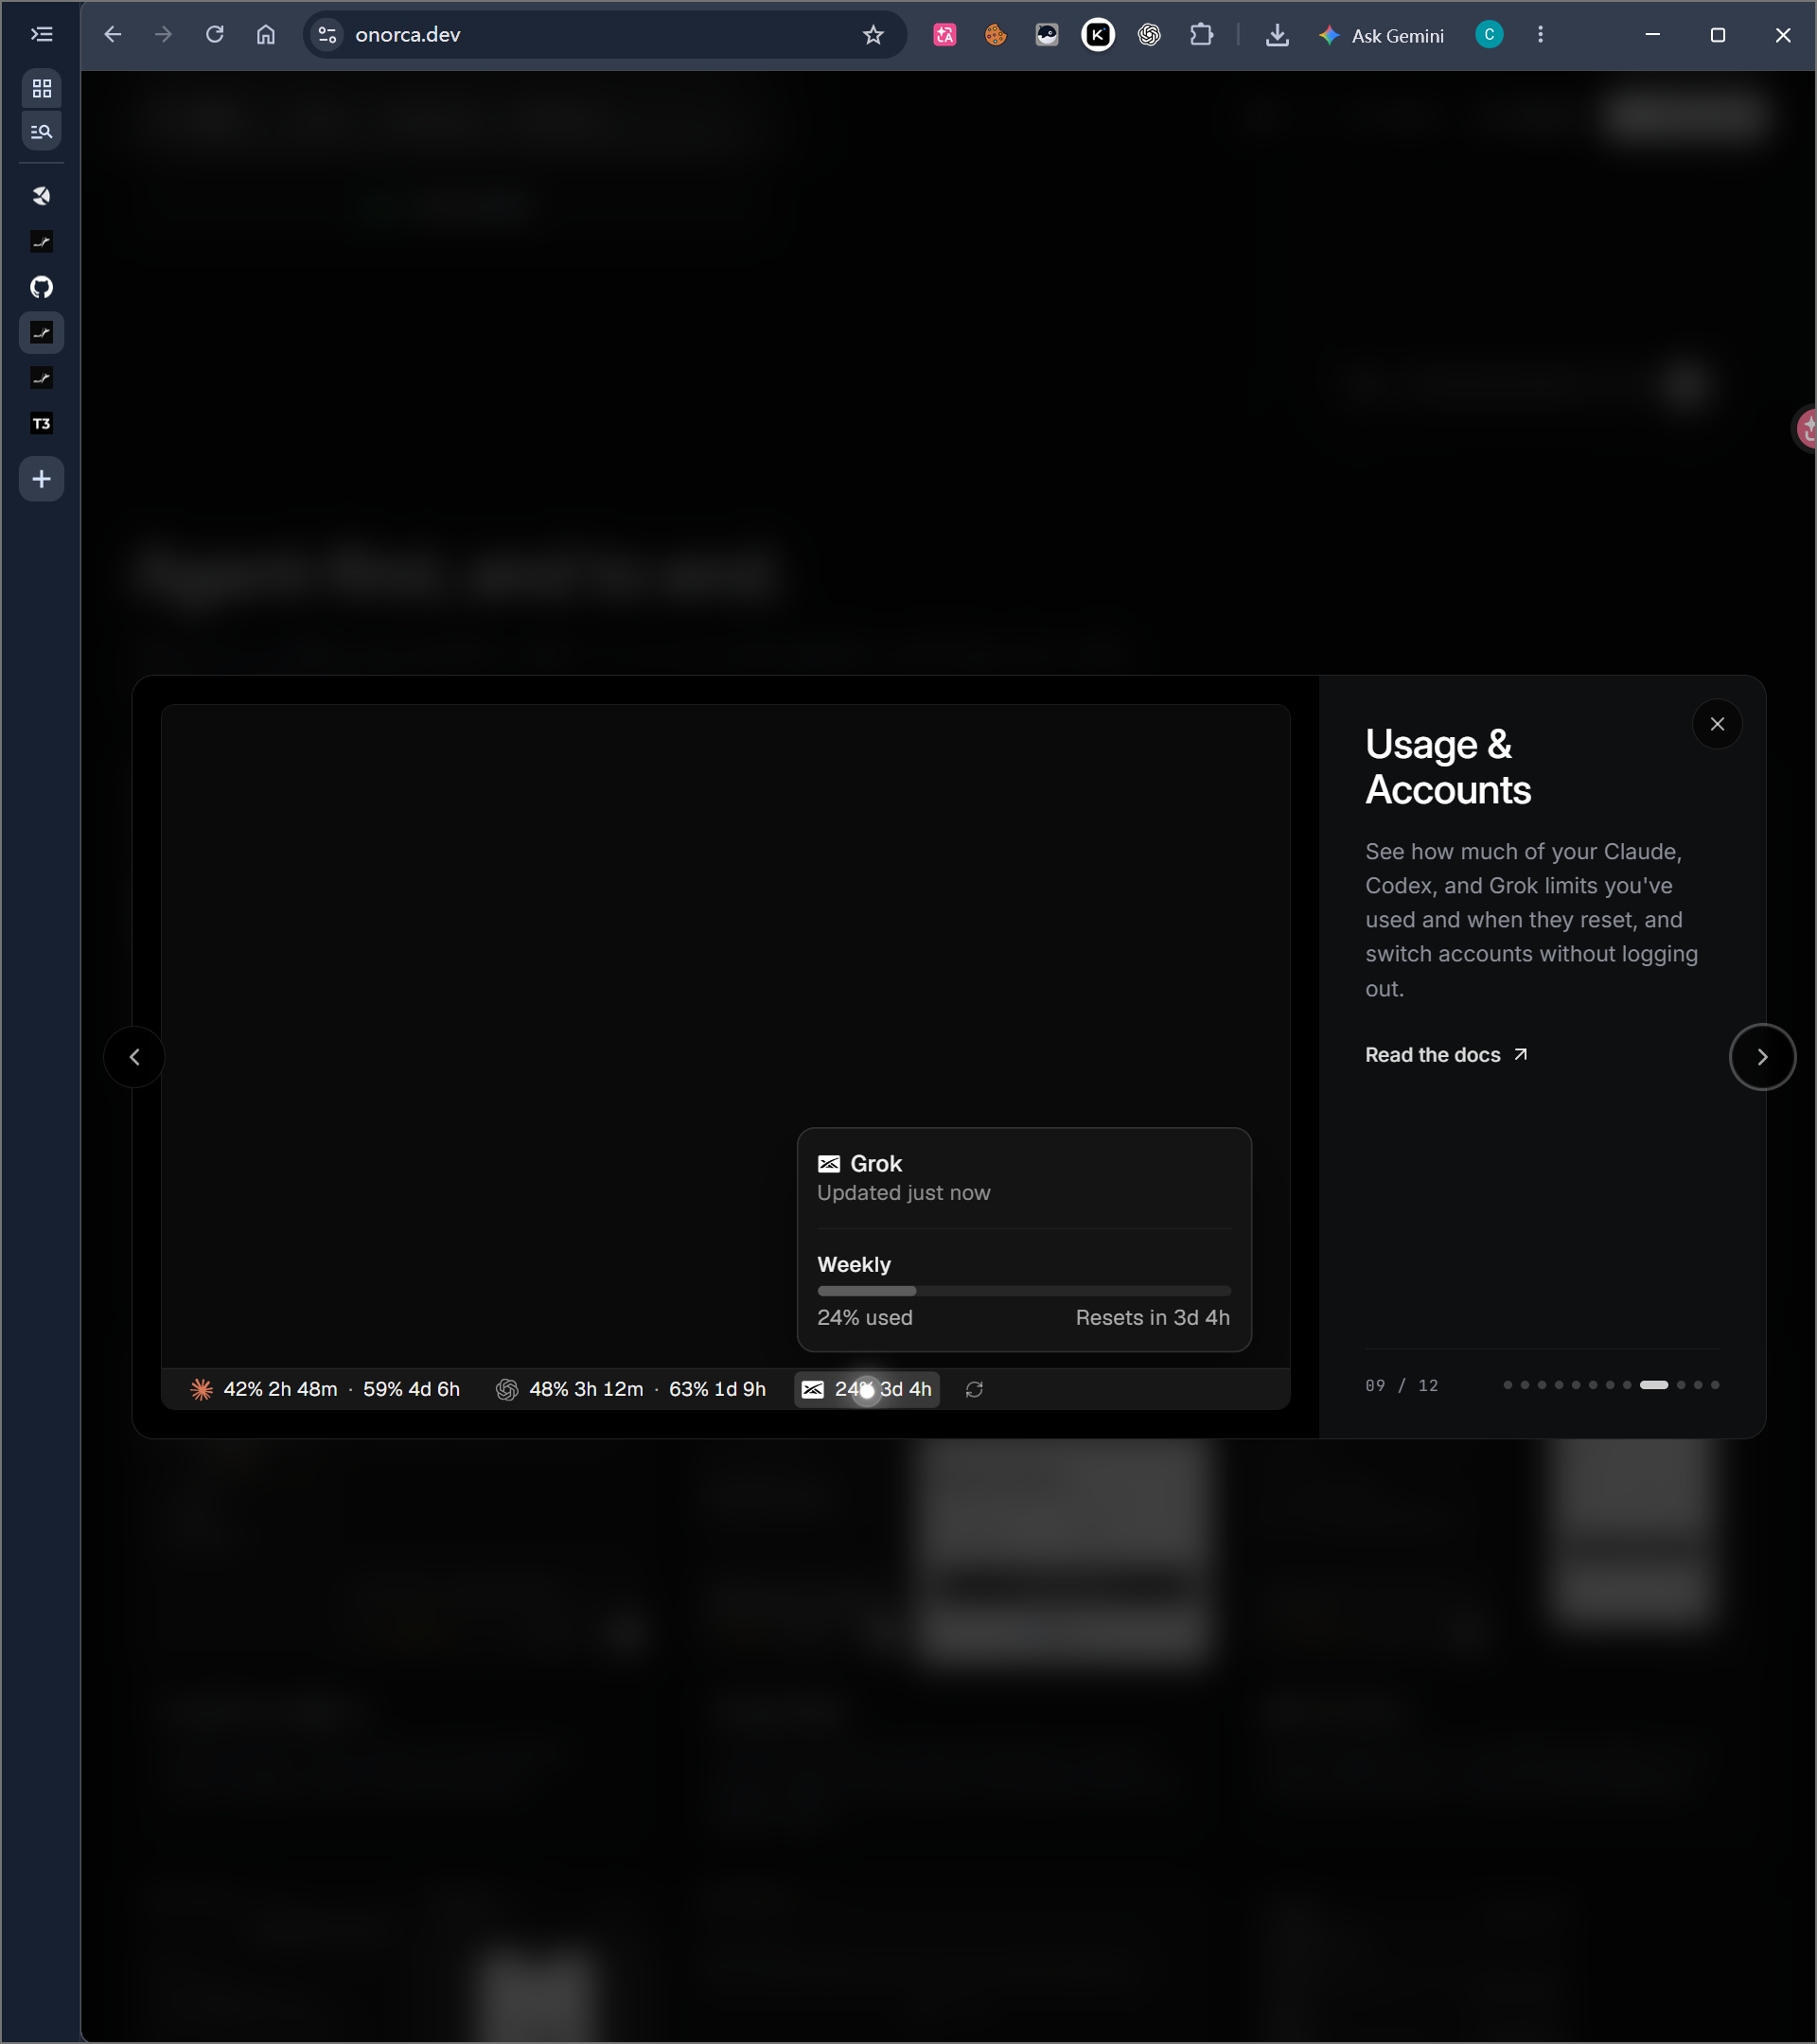 onorca.dev
Ask Gemini
C
T3
Usage &
Accounts
See how much of your Claude,
Codex, and Grok limits you've
used and when they reset, and
switch accounts without logging
out.
Read the docs
Grok
Updated just now
Weekly
24% used
Resets in 3d 4h
42% 2h 48m · 59% 4d 6h
48% 3h 12m · 63% 1d 9h
24% 3d 4h
09 / 12